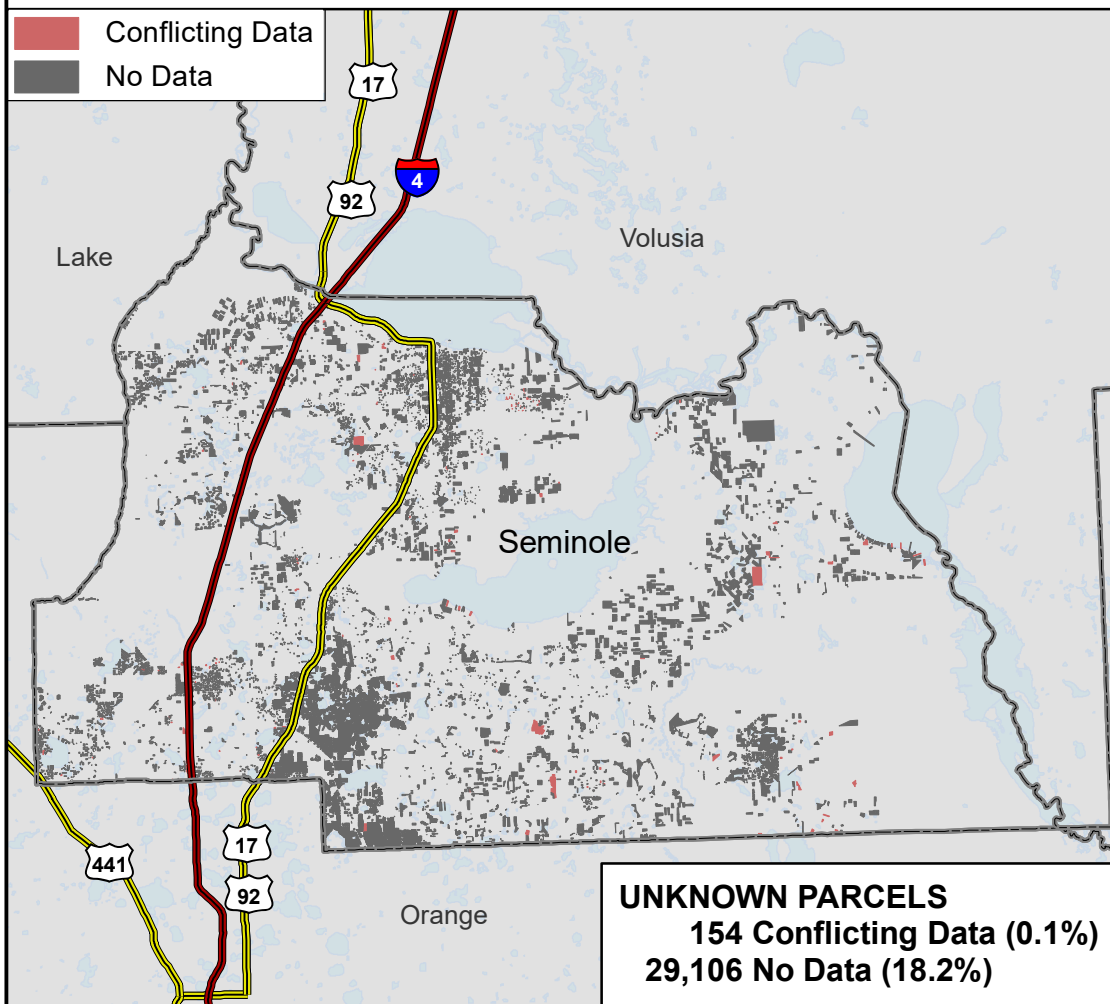 Conflicting Data
No Data
17
4
92
Volusia
Lake
Seminole
17
441
92
Orange
UNKNOWN PARCELS
154 Conflicting Data (0.1%)
29,106 No Data (18.2%)